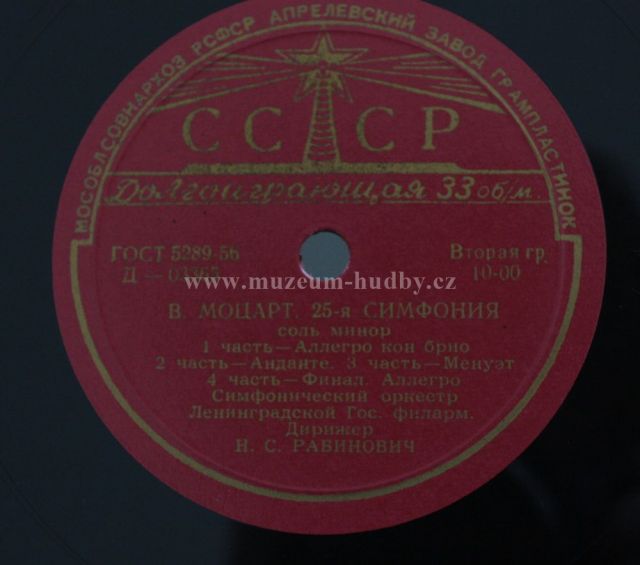 МОСОБЛСОВНАРХОЗ РСФСР АПРЕЛЕВСКИЙ ЗАВОД ГРАМПЛАСТИНОК
СССР
Долгоиграющая 33 об/м.
ГОСТ 5289-56
Вторая гр.
Д —
10-00
www.muzeum-hudby.cz
В. МОЦАРТ. 25-я СИМФОНИЯ
соль минор
1 часть—Аллегро кон брио
2 часть—Анданте. 3 часть—Менуэт
4 часть—Финал. Аллегро
Симфонический оркестр
Ленинградской Гос. филарм.
Дирижер
Н. С. РАБИНОВИЧ